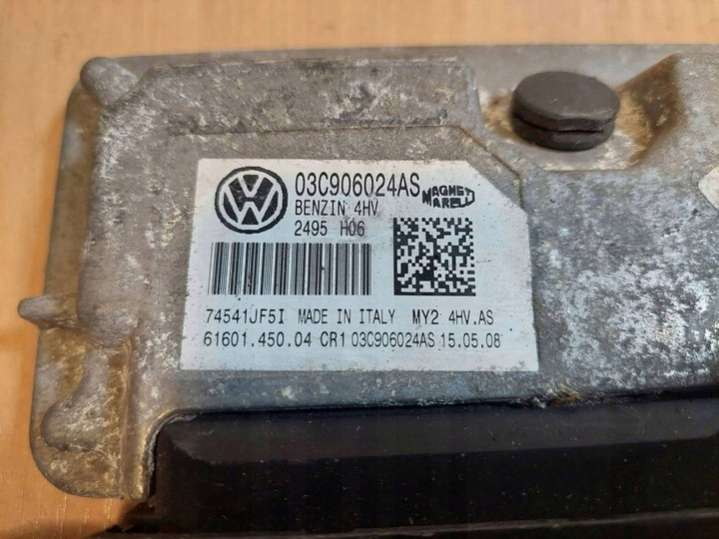 03C906024AS MAGNETI MARELLI
BENZIN 4HV
2495 H06
74541JF5I MADE IN ITALY MY2 4HV.AS
61601.450.04 CR1 03C906024AS 15.05.08